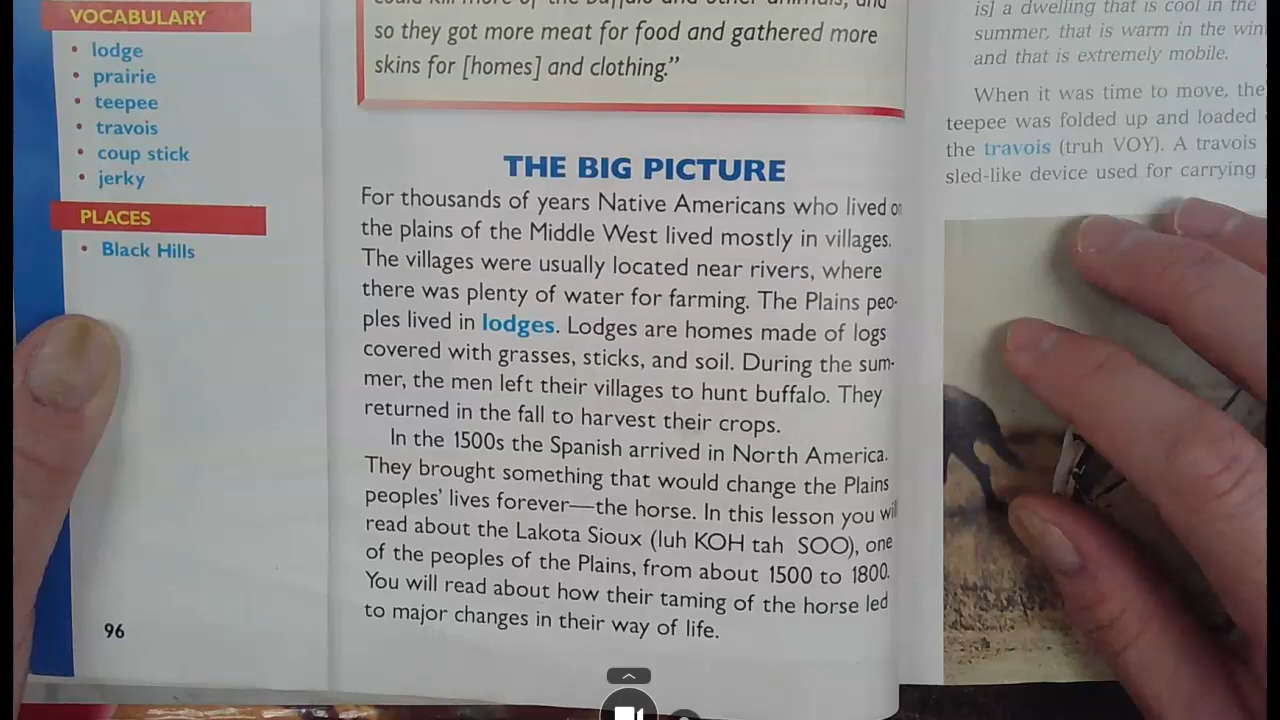 VOCABULARY
• lodge
• prairie
• teepee
• travois
• coup stick
• jerky
PLACES
• Black Hills
96
could kill more of the buffalo and other animals, and
so they got more meat for food and gathered more
skins for [homes] and clothing.”
THE BIG PICTURE
For thousands of years Native Americans who lived on
the plains of the Middle West lived mostly in villages.
The villages were usually located near rivers, where
there was plenty of water for farming. The Plains peo-
ples lived in lodges. Lodges are homes made of logs
covered with grasses, sticks, and soil. During the sum-
mer, the men left their villages to hunt buffalo. They
returned in the fall to harvest their crops.
In the 1500s the Spanish arrived in North America.
They brought something that would change the Plains
peoples’ lives forever—the horse. In this lesson you will
read about the Lakota Sioux (luh KOH tah SOO), one
of the peoples of the Plains, from about 1500 to 1800.
You will read about how their taming of the horse led
to major changes in their way of life.
is] a dwelling that is cool in the
summer, that is warm in the
and that is extremely mobile.
When it was time to move, the
teepee was folded up and loaded
the travois (truh VOY). A travois
sled-like device used for carrying